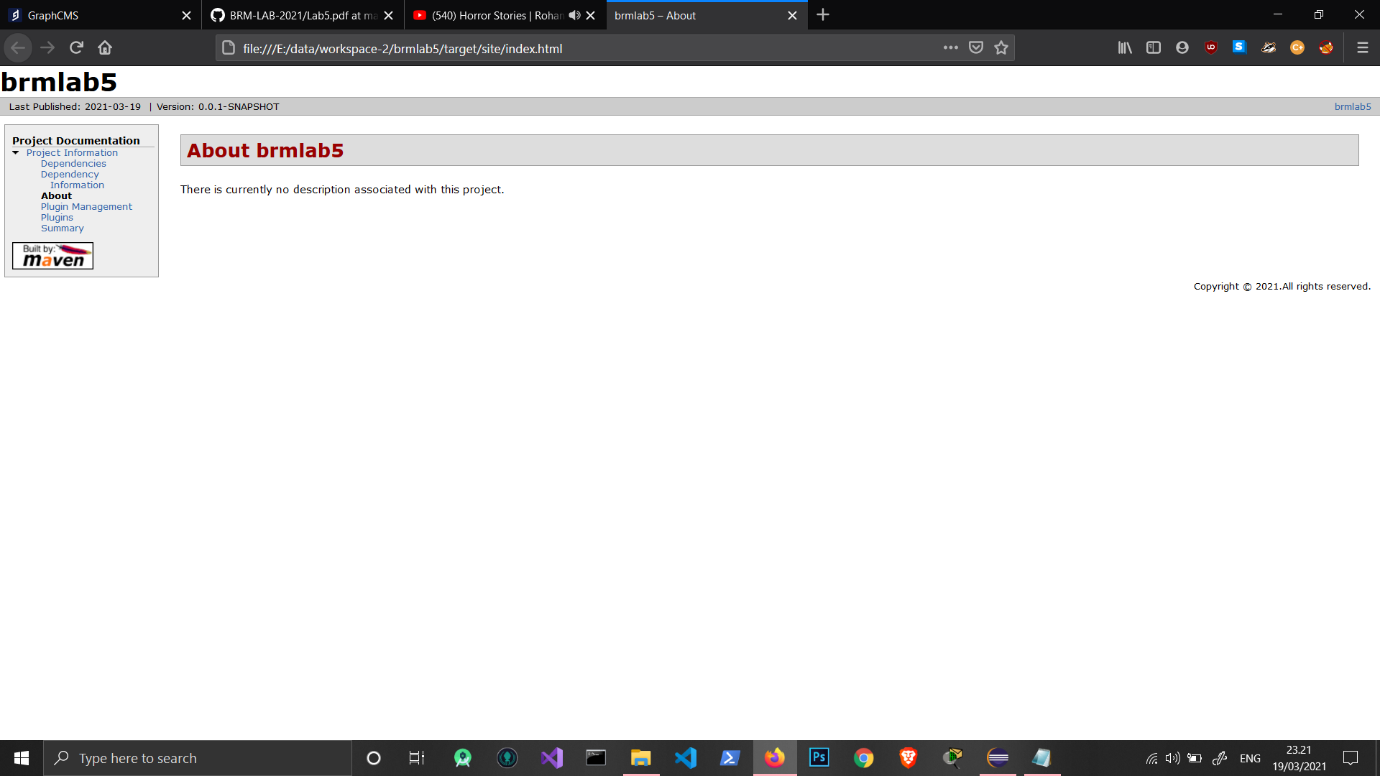 GraphCMS
BRM-LAB-2021/Lab5.pdf at ma
(540) Horror Stories | Rohan
brmlab5 – About
file:///E:/data/workspace-2/brmlab5/target/site/index.html
brmlab5
Last Published: 2021-03-19 | Version: 0.0.1-SNAPSHOT
brmlab5
Project Documentation
Project Information
Dependencies
Dependency
Information
About
Plugin Management
Plugins
Summary
Built by:
maven
About brmlab5
There is currently no description associated with this project.
Copyright © 2021.All rights reserved.
Type here to search
Ps
ENG
23.21
19/03/2021